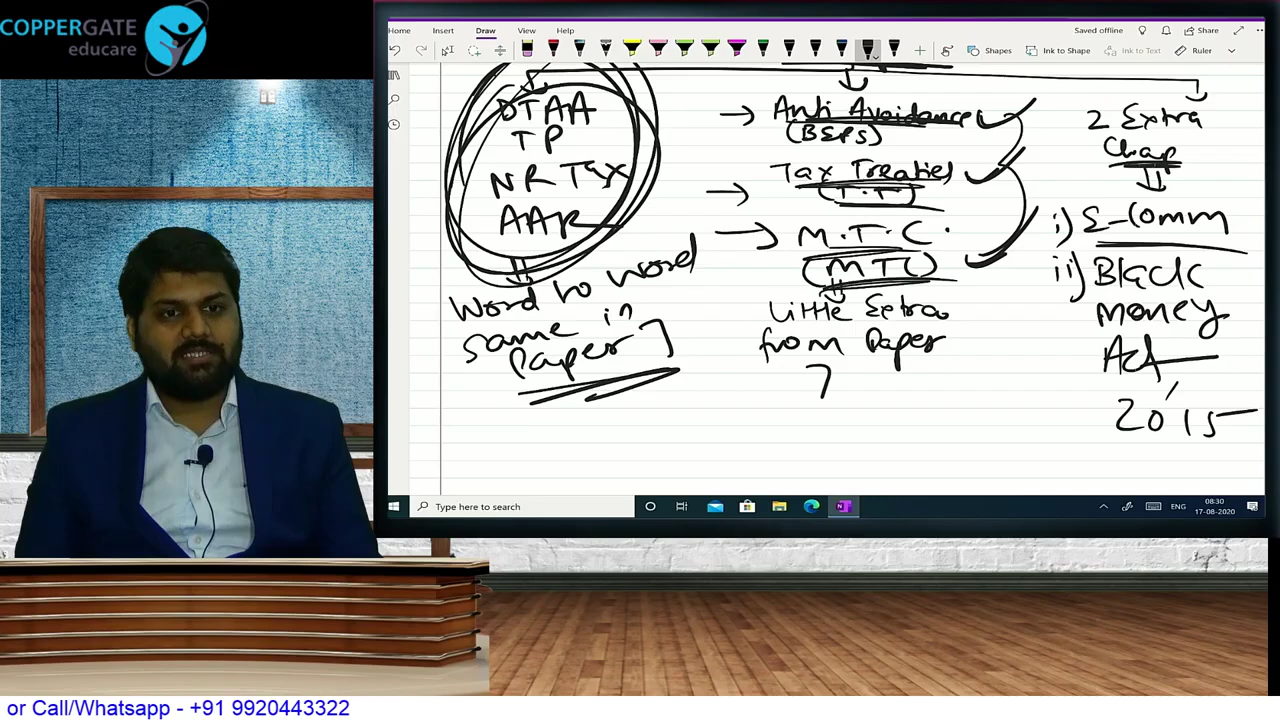 COPPERGATE
educare
Home Insert Draw View Help
Saved offline
Share
Shapes
Ink to Shape
Ink to Text
Ruler
DTAA
TP
NR Tax
AAR
Word to word
same in
Paper]
→ Anti Avoidance
(BEPS)
→ Tax Treaties
(T.T)
→ M.T.C.
(MTC)
Little Extra
from Paper
7
2 Extra
Chap
i) E-Comm
ii) Black
money
Act,
2015
Type here to search
ENG
08:30
17-08-2020
or Call/Whatsapp - +91 9920443322